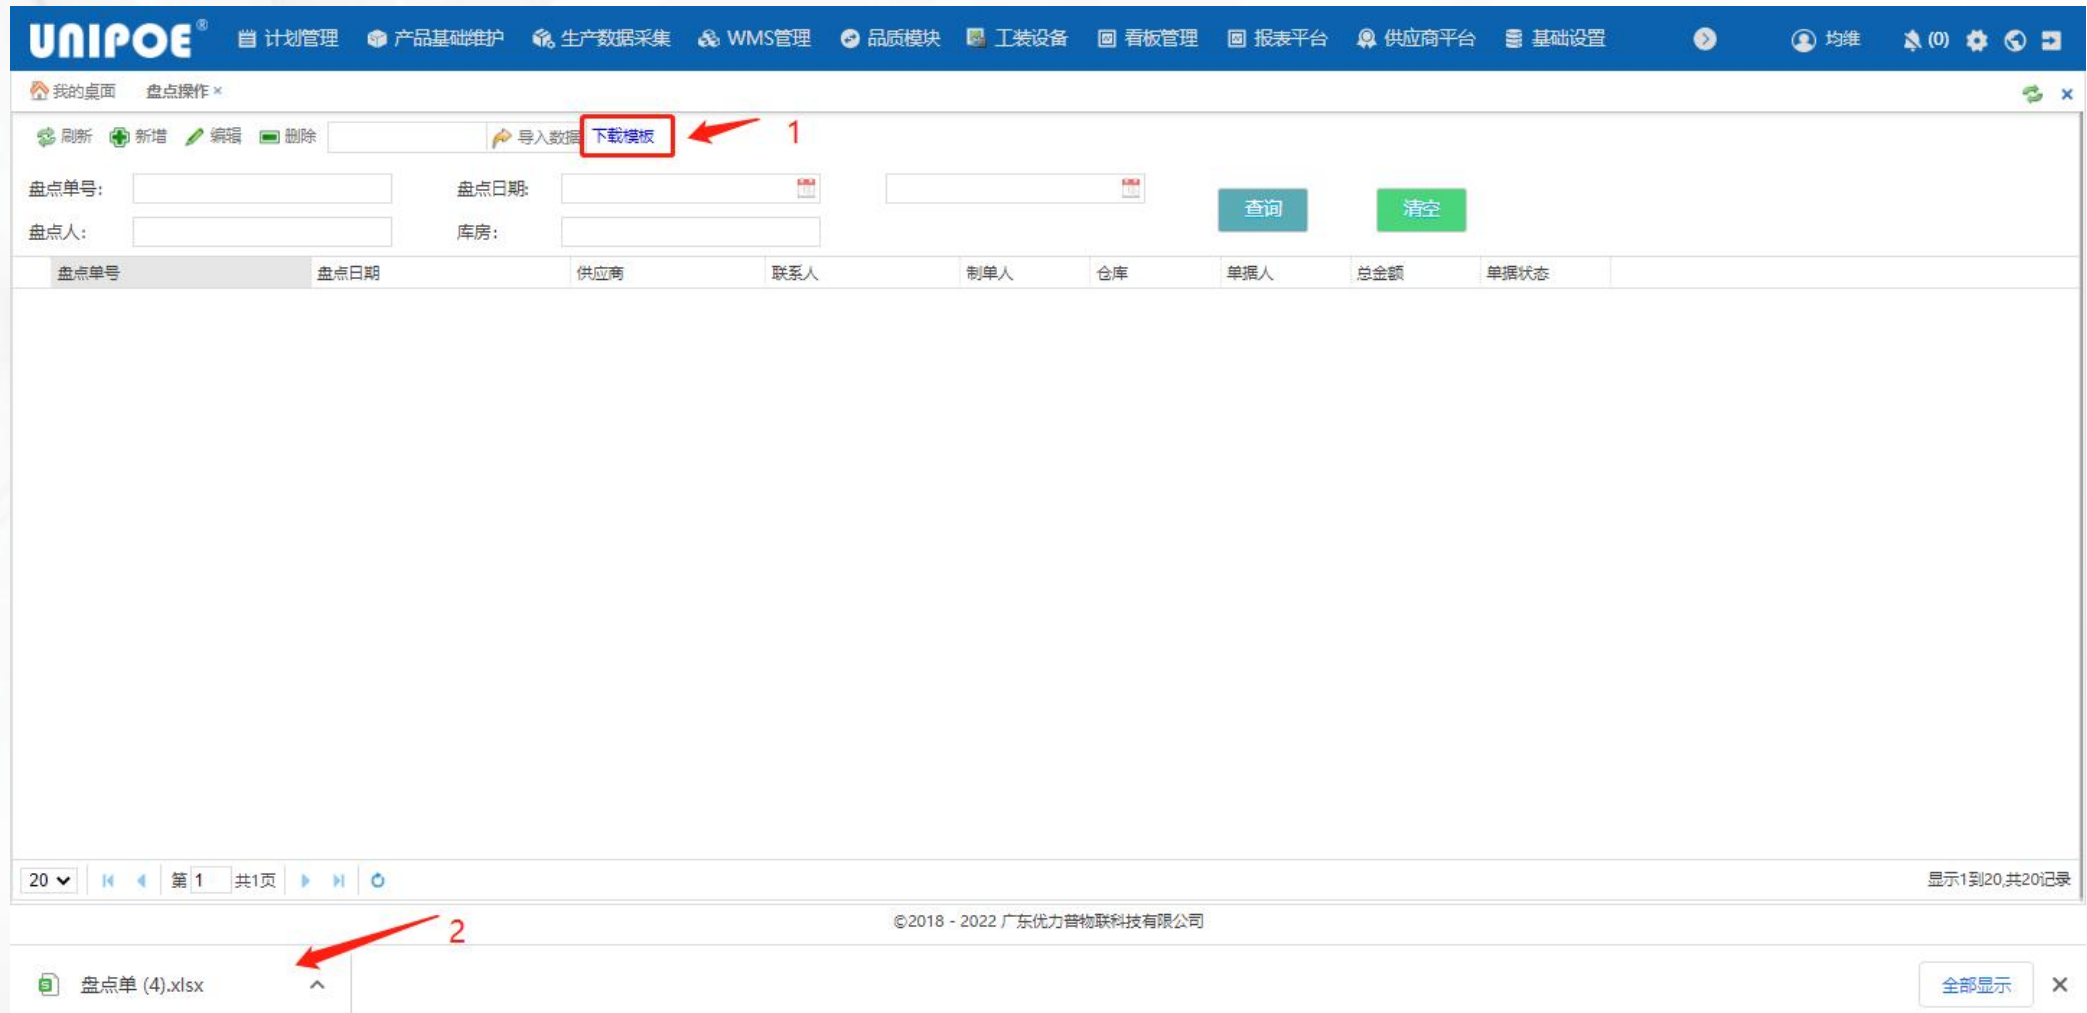 UNIPOE® 计划管理 产品基础维护 生产数据采集 WMS管理 品质模块 工装设备 看板管理 报表平台 供应商平台 基础设置 均维 (0)
我的桌面 盘点操作 ×
刷新 新增 编辑 删除 导入数据 下载模板 1
盘点单号: 盘点日期:
查询 清空
盘点人: 库房:
盘点单号 盘点日期 供应商 联系人 制单人 仓库 单据人 总金额 单据状态
20 第 1 共1页 显示1到20,共20记录
©2018 - 2022 广东优力普物联科技有限公司
2
盘点单 (4).xlsx 全部显示